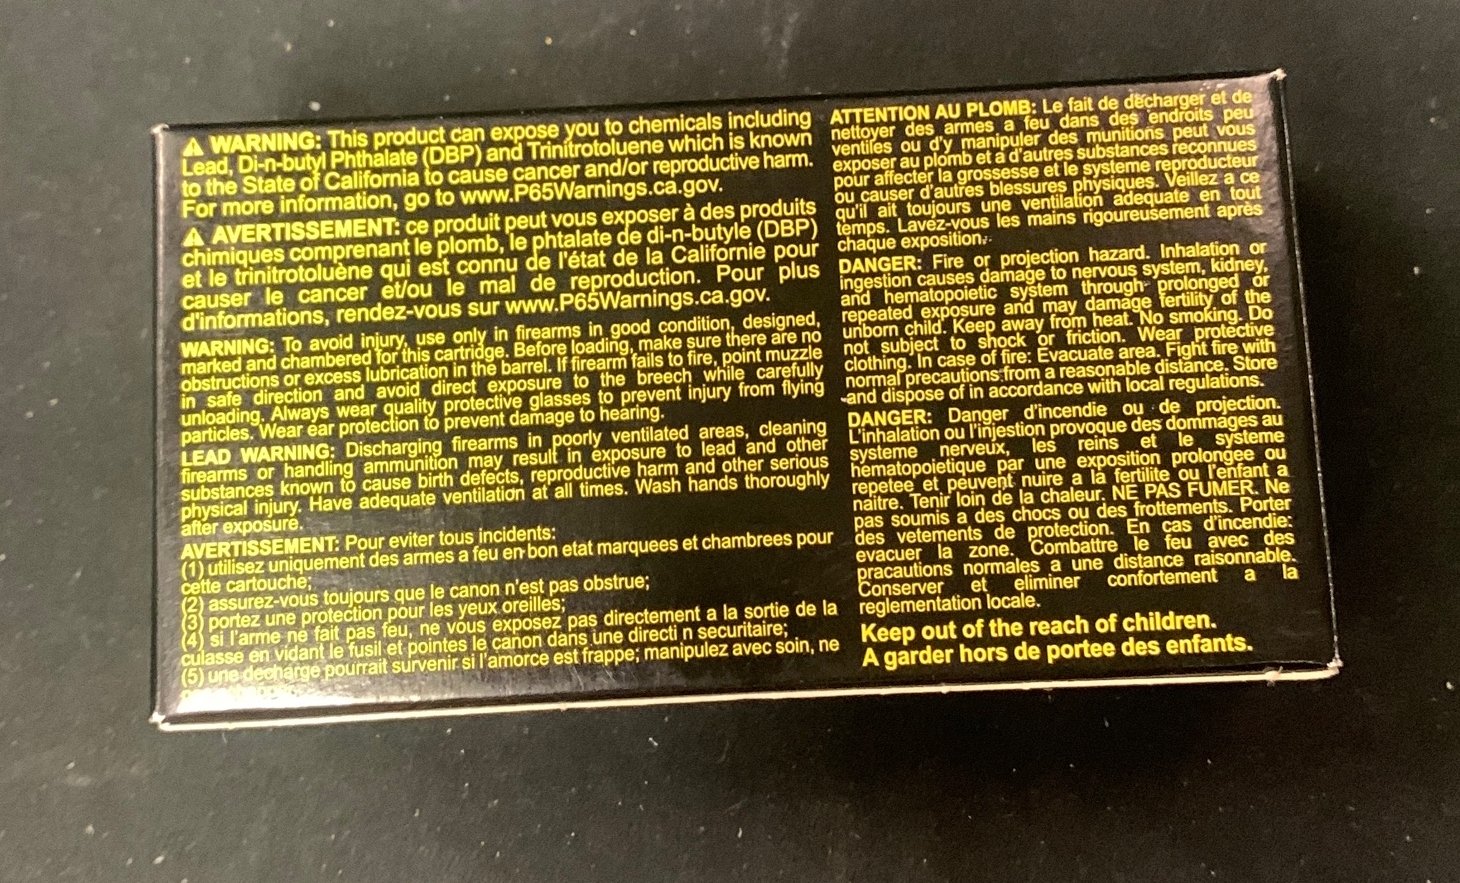 ⚠ WARNING: This product can expose you to chemicals including
Lead, Di-n-butyl Phthalate (DBP) and Trinitrotoluene which is known
to the State of California to cause cancer and/or reproductive harm.
For more information, go to www.P65Warnings.ca.gov.
⚠ AVERTISSEMENT: ce produit peut vous exposer à des produits
chimiques comprenant le plomb, le phtalate de di-n-butyle (DBP)
et le trinitrotoluène qui est connu de l'état de la Californie pour
causer le cancer et/ou le mal de reproduction. Pour plus
d'informations, rendez-vous sur www.P65Warnings.ca.gov.
WARNING: To avoid injury, use only in firearms in good condition, designed,
marked and chambered for this cartridge. Before loading, make sure there are no
obstructions or excess lubrication in the barrel. If firearm fails to fire, point muzzle
in safe direction and avoid direct exposure to the breech while carefully
unloading. Always wear quality protective glasses to prevent injury from flying
particles. Wear ear protection to prevent damage to hearing.
LEAD WARNING: Discharging firearms in poorly ventilated areas, cleaning
firearms or handling ammunition may result in exposure to lead and other
substances known to cause birth defects, reproductive harm and other serious
physical injury. Have adequate ventilation at all times. Wash hands thoroughly
after exposure.
AVERTISSEMENT: Pour eviter tous incidents:
(1) utilisez uniquement des armes a feu en bon etat marquees et chambrees pour
cette cartouche;
(2) assurez-vous toujours que le canon n'est pas obstrue;
(3) portez une protection pour les yeux oreilles;
(4) si l'arme ne fait pas feu, ne vous exposez pas directement a la sortie de la
culasse en vidant le fusil et pointes le canon dans une directi n securitaire;
(5) une decharge pourrait survenir si l'amorce est frappe; manipulez avec soin, ne
ATTENTION AU PLOMB: Le fait de dècharger et de
nettoyer des armes a feu dans des endroits peu
ventiles ou d'y manipuler des munitions peut vous
exposer au plomb et a d'autres substances reconnues
pour affecter la grossesse et le systeme reproducteur
ou causer d'autres blessures physiques. Veillez a ce
qu'il ait toujours une ventilation adequate en tout
temps. Lavez-vous les mains rigoureusement après
chaque exposition.
DANGER: Fire or projection hazard. Inhalation or
ingestion causes damage to nervous system, kidney,
and hematopoietic system through prolonged or
repeated exposure and may damage fertility of the
unborn child. Keep away from heat. No smoking. Do
not subject to shock or friction. Wear protective
clothing. In case of fire: Evacuate area. Fight fire with
normal precautions from a reasonable distance. Store
and dispose of in accordance with local regulations.
DANGER: Danger d'incendie ou de projection.
L'inhalation ou l'injestion provoque des dommages au
systeme nerveux, les reins et le systeme
hematopoietique par une exposition prolongee ou
repetee et peuvent nuire a la fertilite ou l'enfant a
naitre. Tenir loin de la chaleur. NE PAS FUMER. Ne
pas soumis a des chocs ou des frottements. Porter
des vetements de protection. En cas d'incendie:
evacuer la zone. Combattre le feu avec des
pracautions normales a une distance raisonnable.
Conserver et eliminer confortement a la
reglementation locale.
Keep out of the reach of children.
A garder hors de portee des enfants.